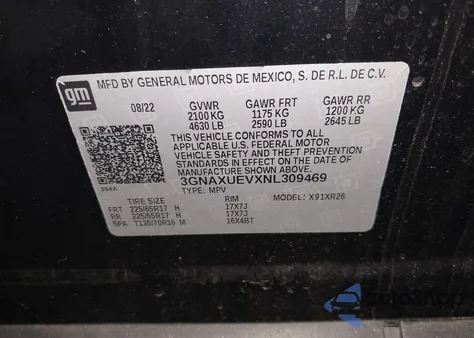 gm
MFD BY GENERAL MOTORS DE MEXICO, S. DE R.L. DE C.V.
08/22 GVWR GAWR FRT GAWR RR
2100 KG 1175 KG 1200 KG
4630 LB 2590 LB 2645 LB
THIS VEHICLE CONFORMS TO ALL
APPLICABLE U.S. FEDERAL MOTOR
VEHICLE SAFETY AND THEFT PREVENTION
STANDARDS IN EFFECT ON THE DATE
OF MANUFACTURE SHOWN ABOVE.
3GNAXUEVXNL309469
TYPE: MPV MODEL: X91XR26
394A
TIRE SIZE RIM
FRT 225/65R17 H 17X7J
RR 225/65R17 H 17X7J
SPA T135/70R16 M 16X4BT
AutoSnap